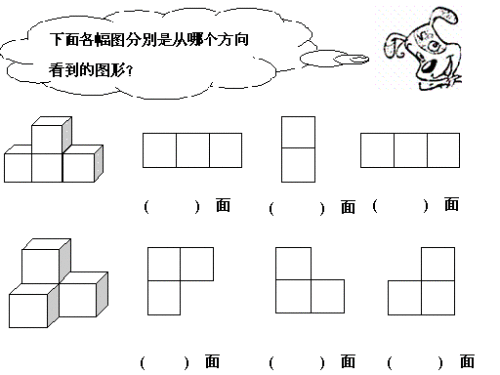 下面各幅图分别是从哪个方向
看到的图形?
(    ) 面 (    ) 面 (    ) 面
(    ) 面 (    ) 面 (    ) 面